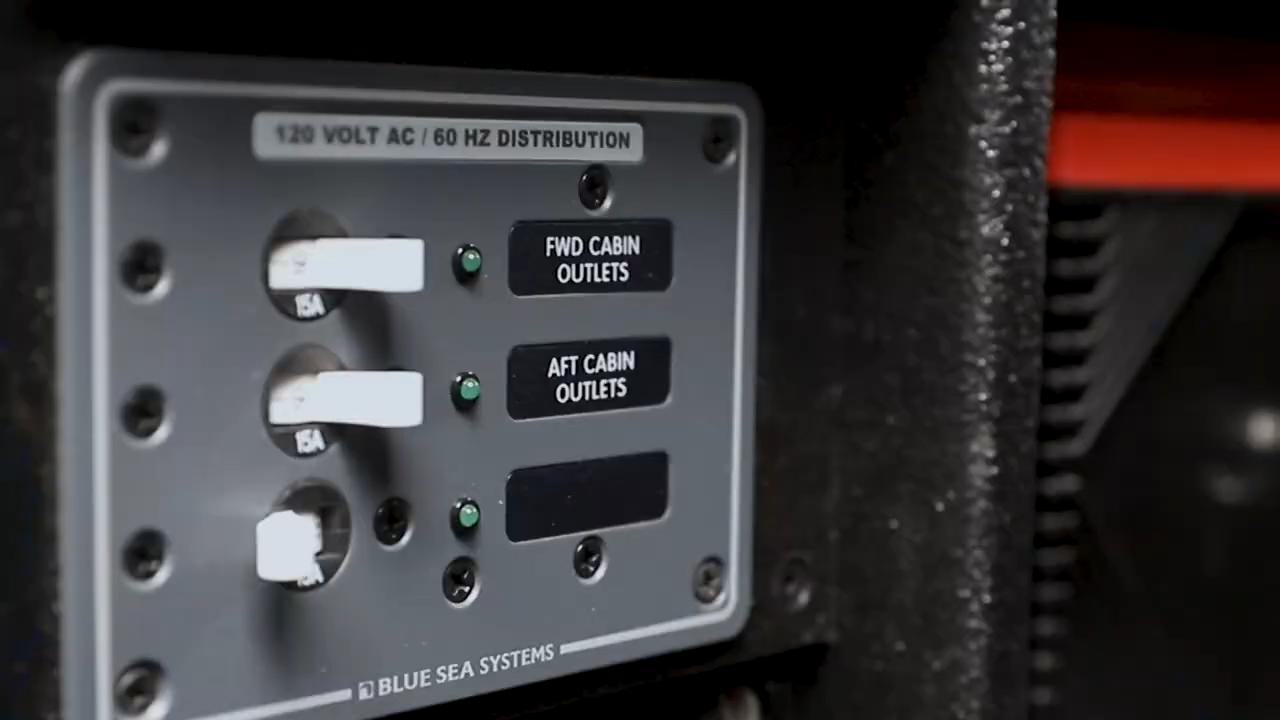 120 VOLT AC / 60 HZ DISTRIBUTION
FWD CABIN
OUTLETS
15A
AFT CABIN
OUTLETS
15A
BLUE SEA SYSTEMS